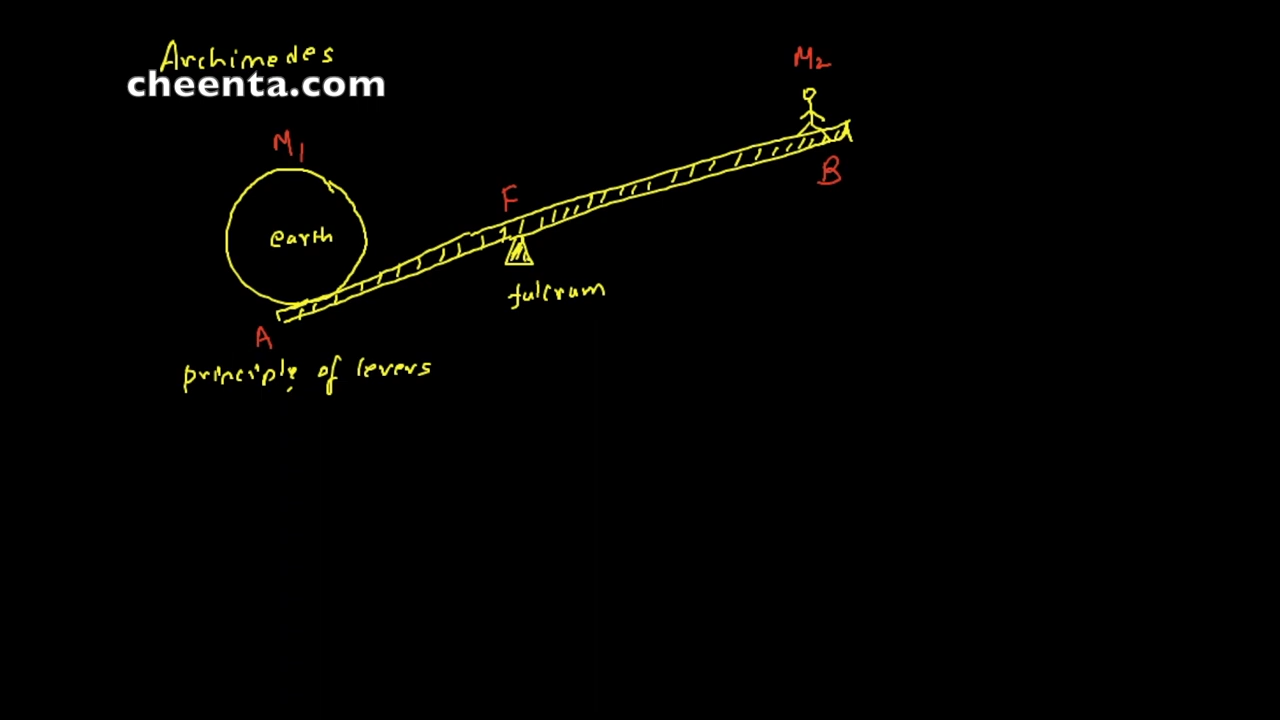 Archimedes
cheenta.com
M2
M1
B
F
earth
fulcrum
A
principle of levers